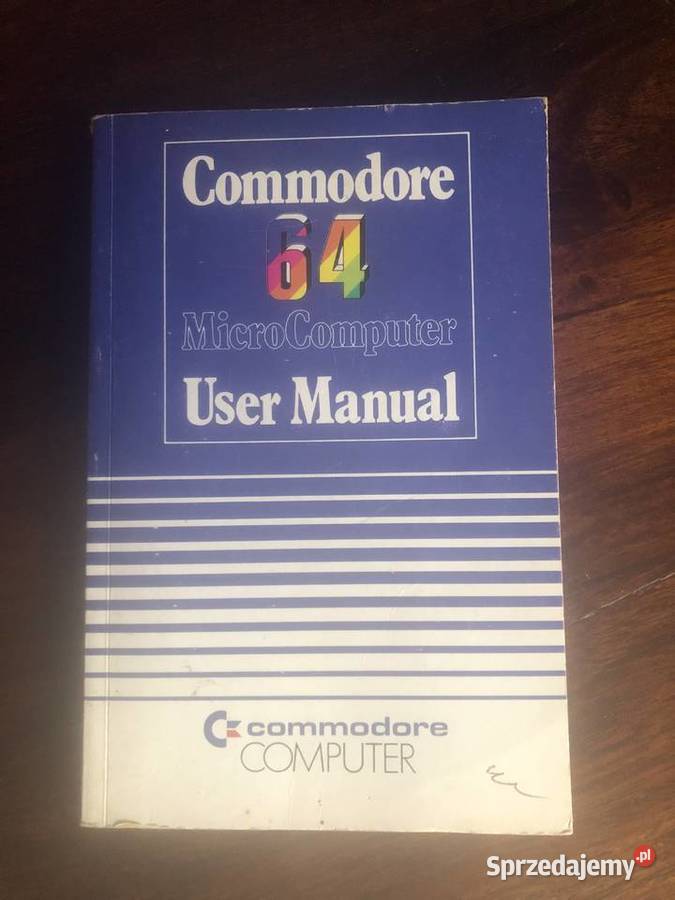 Commodore
64
MicroComputer
User Manual
commodore
COMPUTER
Sprzedajemy.pl